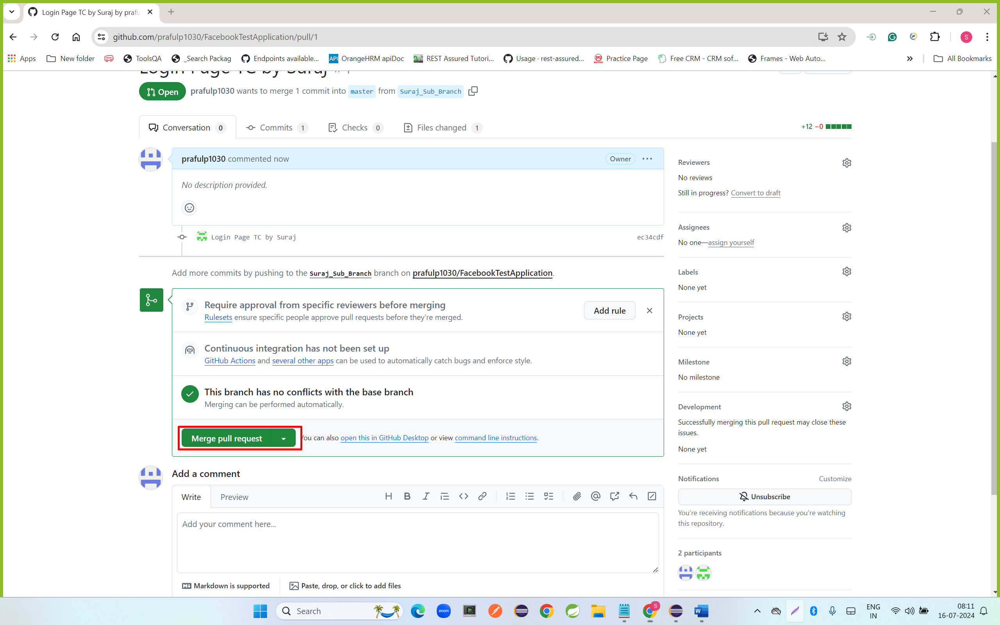 Login Page TC by Suraj by prafu
github.com/prafulp1030/FacebookTestApplication/pull/1
S
Apps
New folder
ToolsQA
_Search Packag
Endpoints available...
API
OrangeHRM apiDoc
REST Assured Tutori...
Usage · rest-assured...
Practice Page
Free CRM - CRM sof...
Frames - Web Auto...
All Bookmarks
Login Page TC by Suraj
Open
prafulp1030 wants to merge 1 commit into master from Suraj_Sub_Branch
Conversation 0
Commits 1
Checks 0
Files changed 1
+12 −0
prafulp1030 commented now
Owner
No description provided.
Login Page TC by Suraj
ec34cdf
Add more commits by pushing to the Suraj_Sub_Branch branch on prafulp1030/FacebookTestApplication.
Require approval from specific reviewers before merging
Rulesets ensure specific people approve pull requests before they're merged.
Add rule
Continuous integration has not been set up
GitHub Actions and several other apps can be used to automatically catch bugs and enforce style.
This branch has no conflicts with the base branch
Merging can be performed automatically.
Merge pull request
You can also open this in GitHub Desktop or view command line instructions.
Add a comment
Write
Preview
Add your comment here...
Markdown is supported
Paste, drop, or click to add files
Reviewers
No reviews
Still in progress? Convert to draft
Assignees
No one—assign yourself
Labels
None yet
Projects
None yet
Milestone
No milestone
Development
Successfully merging this pull request may close these
issues.
None yet
Notifications
Customize
Unsubscribe
You're receiving notifications because you're watching
this repository.
2 participants
Search
zoom
S
W
ENG
IN
08:11
16-07-2024